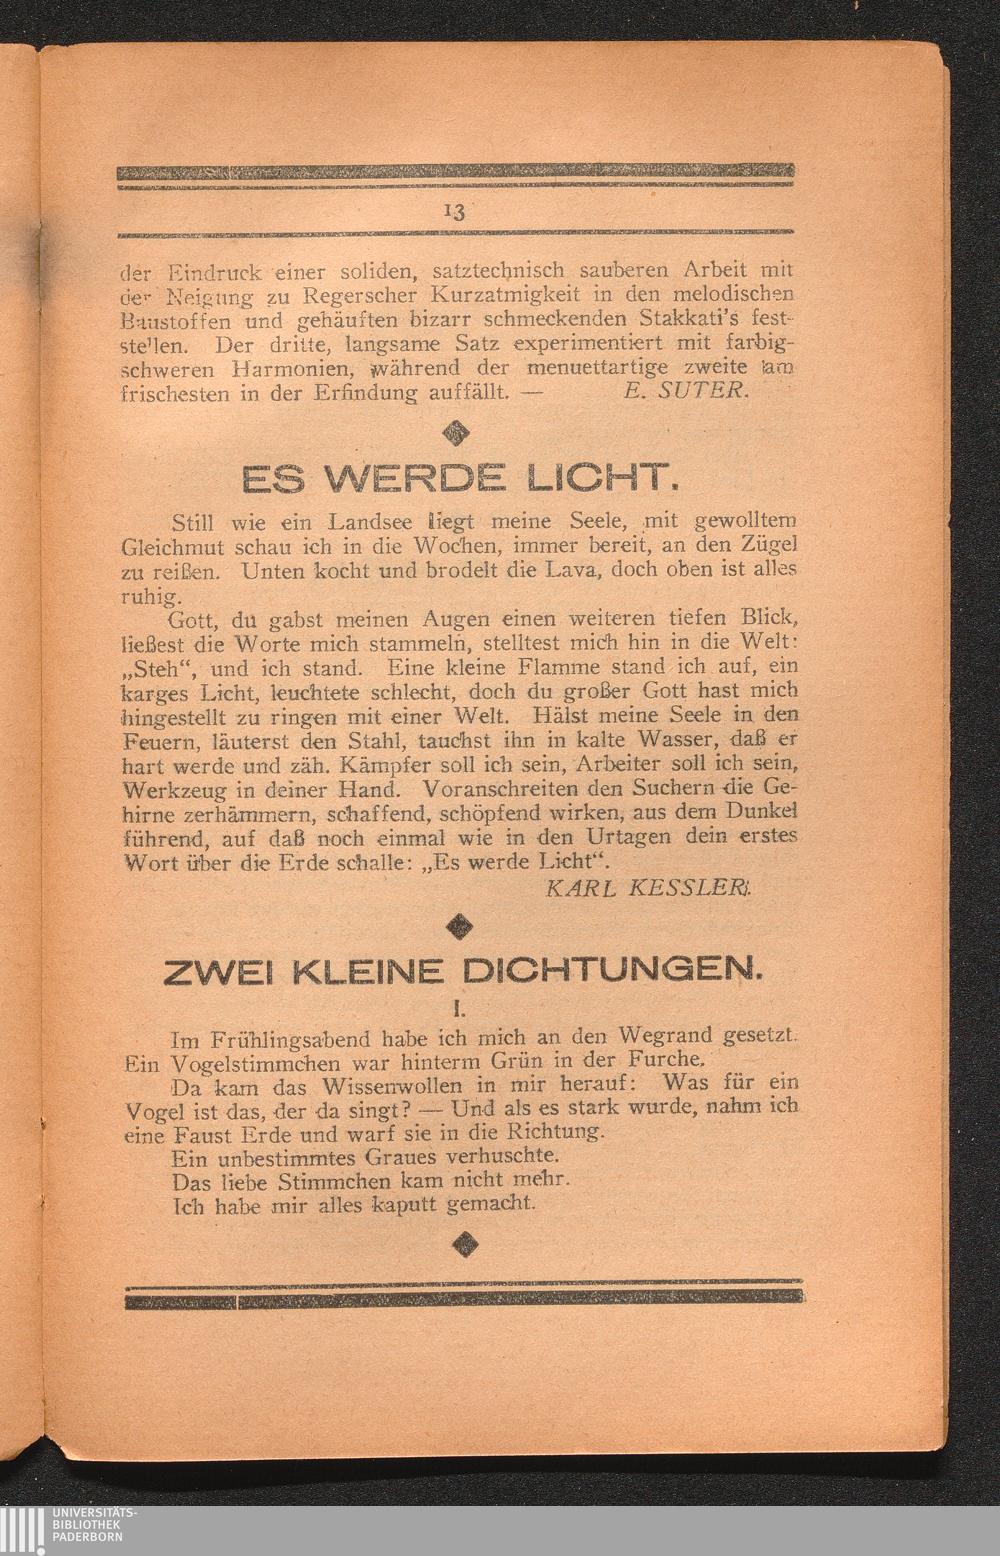 13
der Eindruck einer soliden, satztechnisch sauberen Arbeit mit
der Neigung zu Regerscher Kurzatmigkeit in den melodischen
Baustoffen und gehäuften bizarr schmeckenden Stakkati's fest-
stellen. Der dritte, langsame Satz experimentiert mit farbig-
schweren Harmonien, während der menuettartige zweite am
frischesten in der Erfindung auffällt. — E. SUTER.
ES WERDE LICHT.
Still wie ein Landsee liegt meine Seele, mit gewolltem
Gleichmut schau ich in die Wochen, immer bereit, an den Zügel
zu reißen. Unten kocht und brodelt die Lava, doch oben ist alles
ruhig.
Gott, du gabst meinen Augen einen weiteren tiefen Blick,
ließest die Worte mich stammeln, stelltest mich hin in die Welt:
„Steh“, und ich stand. Eine kleine Flamme stand ich auf, ein
karges Licht, leuchtete schlecht, doch du großer Gott hast mich
hingestellt zu ringen mit einer Welt. Hälst meine Seele in den
Feuern, läuterst den Stahl, tauchst ihn in kalte Wasser, daß er
hart werde und zäh. Kämpfer soll ich sein, Arbeiter soll ich sein,
Werkzeug in deiner Hand. Voranschreiten den Suchern die Ge-
hirne zerhämmern, schaffend, schöpfend wirken, aus dem Dunkel
führend, auf daß noch einmal wie in den Urtagen dein erstes
Wort über die Erde schalle: „Es werde Licht“.
KARL KESSLER.
ZWEI KLEINE DICHTUNGEN.
I.
Im Frühlingsabend habe ich mich an den Wegrand gesetzt.
Ein Vogelstimmchen war hinterm Grün in der Furche.
Da kam das Wissenwollen in mir herauf: Was für ein
Vogel ist das, der da singt? — Und als es stark wurde, nahm ich
eine Faust Erde und warf sie in die Richtung.
Ein unbestimmtes Graues verhuschte.
Das liebe Stimmchen kam nicht mehr.
Ich habe mir alles kaputt gemacht.
UNIVERSITÄTS-
BIBLIOTHEK
PADERBORN